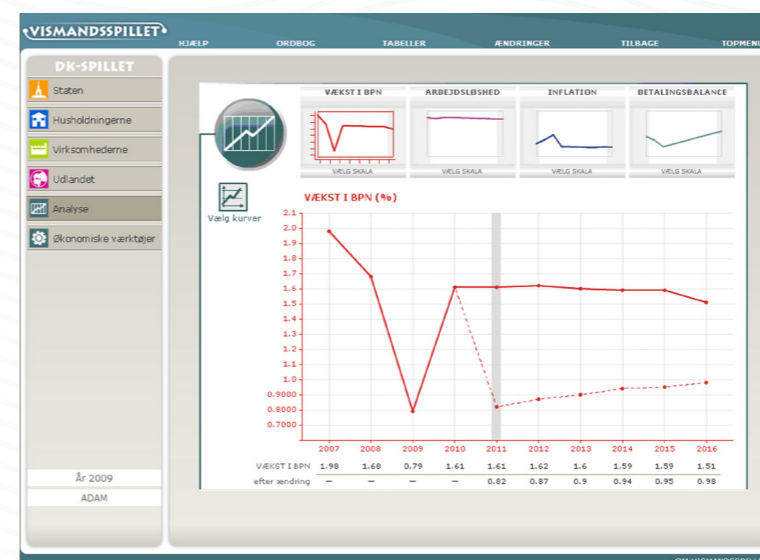 VISMANDSSPILLET
HJÆLP ORDBOG TABELLER ÆNDRINGER TILBAGE TOPMENU
DK-SPILLET
Staten
Husholdningerne
Virksomhederne
Udlandet
Analyse
Økonomiske værktøjer
År 2009
ADAM
VÆKST I BPN ARBEJDSLØSHED INFLATION BETALINGSBALANCE
VÆLG SKALA VÆLG SKALA VÆLG SKALA VÆLG SKALA
Vælg kurver
VÆKST I BPN (%)
2.1
2.0
1.9
1.8
1.7
1.6
1.5
1.4
1.3
1.2
1.1
1.0
0.9000
0.8000
0.7000
2007 2008 2009 2010 2011 2012 2013 2014 2015 2016
VÆKST I BPN 1.98 1.68 0.79 1.61 1.61 1.62 1.6 1.59 1.59 1.51
efter ændring – – – – 0.82 0.87 0.9 0.94 0.95 0.98